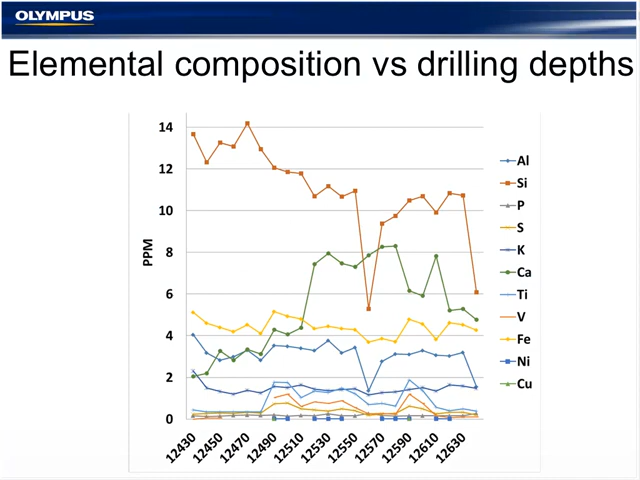 OLYMPUS
Elemental composition vs drilling depths
14
12
10
8
6
4
2
0
PPM
12430
12450
12470
12490
12510
12530
12550
12570
12590
12610
12630
Al
Si
P
S
K
Ca
Ti
V
Fe
Ni
Cu